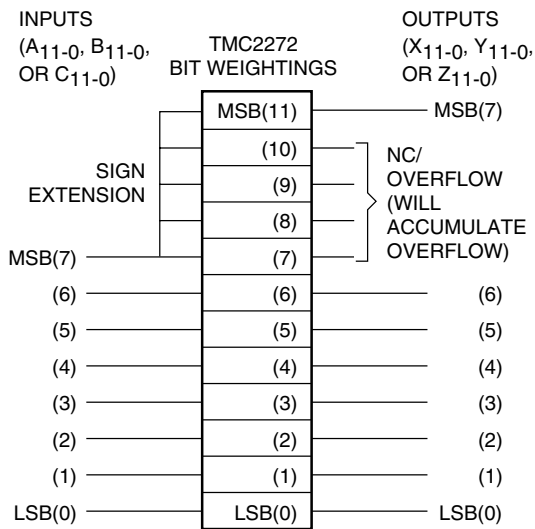 INPUTS
(A11-0, B11-0,
OR C11-0)
TMC2272
BIT WEIGHTINGS
OUTPUTS
(X11-0, Y11-0,
OR Z11-0)
MSB(11)
MSB(7)
(10)
(9)
(8)
(7)
SIGN
EXTENSION
NC/
OVERFLOW
(WILL
ACCUMULATE
OVERFLOW)
MSB(7)
(6) (6) (6)
(5) (5) (5)
(4) (4) (4)
(3) (3) (3)
(2) (2) (2)
(1) (1) (1)
LSB(0) LSB(0) LSB(0)